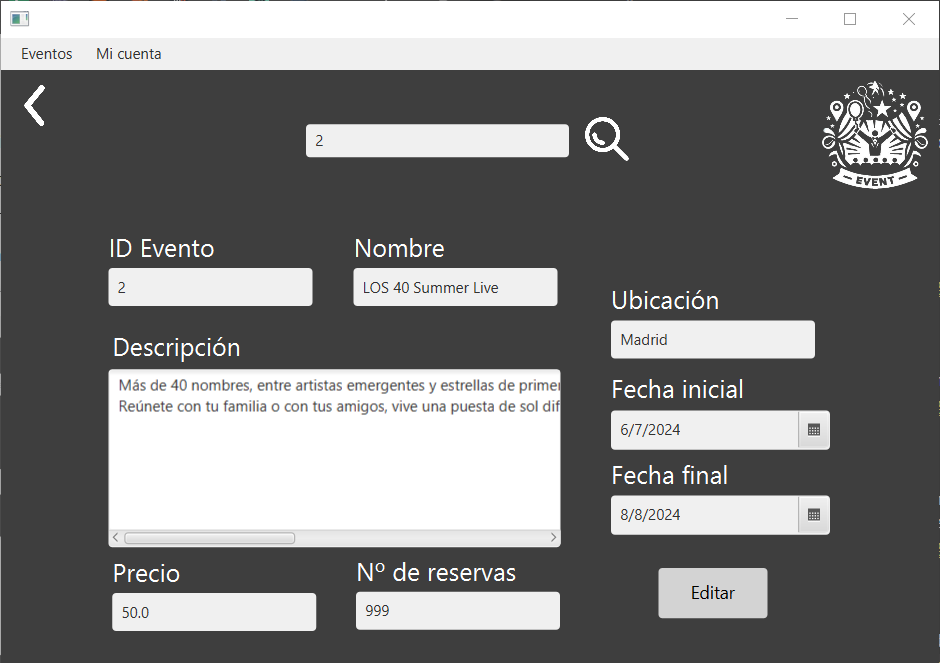 Eventos Mi cuenta
2
EVENT
ID Evento
2
Nombre
LOS 40 Summer Live
Descripción
Más de 40 nombres, entre artistas emergentes y estrellas de primer
Reúnete con tu familia o con tus amigos, vive una puesta de sol dif
Precio
50.0
Nº de reservas
999
Ubicación
Madrid
Fecha inicial
6/7/2024
Fecha final
8/8/2024
Editar